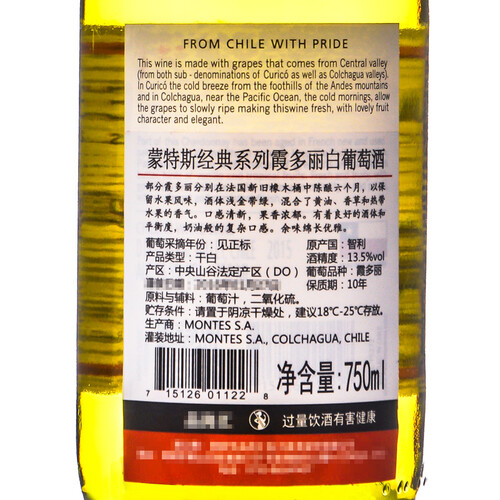 FROM CHILE WITH PRIDE
This wine is made with grapes that comes from Central valley
(from both sub - denominations of Curicó as well as Colchagua valleys).
In Curicó the cold breeze from the foothills of the Andes mountains
and in Colchagua, near the Pacific Ocean, the cold mornings, allow
the grapes to slowly ripe making thiswine fresh, with lovely fruit
character and elegant.
蒙特斯经典系列霞多丽白葡萄酒
部分霞多丽分别在法国新旧橡木桶中陈酿六个月，以保
留水果风味，酒体浅金带绿，混合了黄油、香草和热带
水果的香气。口感清新，果香浓郁。有着良好的酒体和
平衡度，奶油般的复杂口感。余味绵长优雅。
葡萄采摘年份：见正标 原产国：智利
产品类型：干白 酒精度：13.5%vol
产区：中央山谷法定产区（DO） 葡萄品种：霞多丽
保质期：10年
原料与辅料：葡萄汁，二氧化硫。
贮存条件：请置于阴凉干燥处，建议18℃-25℃存放。
生产商：MONTES S.A.
灌装地址：MONTES S.A., COLCHAGUA, CHILE
7 15126 01122 8
净含量：750ml
过量饮酒有害健康